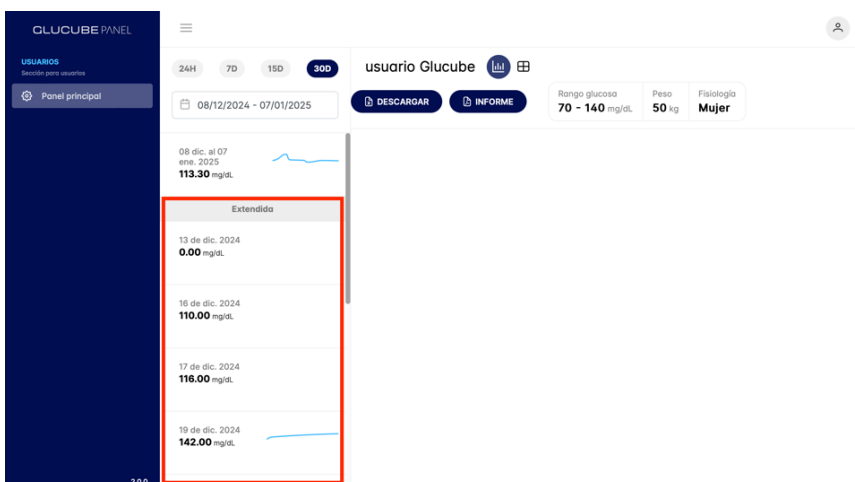 GLUCUBE PANEL
USUARIOS
Sección para usuarios
Panel principal
24H 7D 15D 30D
08/12/2024 - 07/01/2025
usuario Glucube
DESCARGAR INFORME
Rango glucosa
70 - 140 mg/dL
Peso
50 kg
Fisiología
Mujer
08 dic. al 07
ene. 2025
113.30 mg/dL
Extendida
13 de dic. 2024
0.00 mg/dL
16 de dic. 2024
110.00 mg/dL
17 de dic. 2024
116.00 mg/dL
19 de dic. 2024
142.00 mg/dL